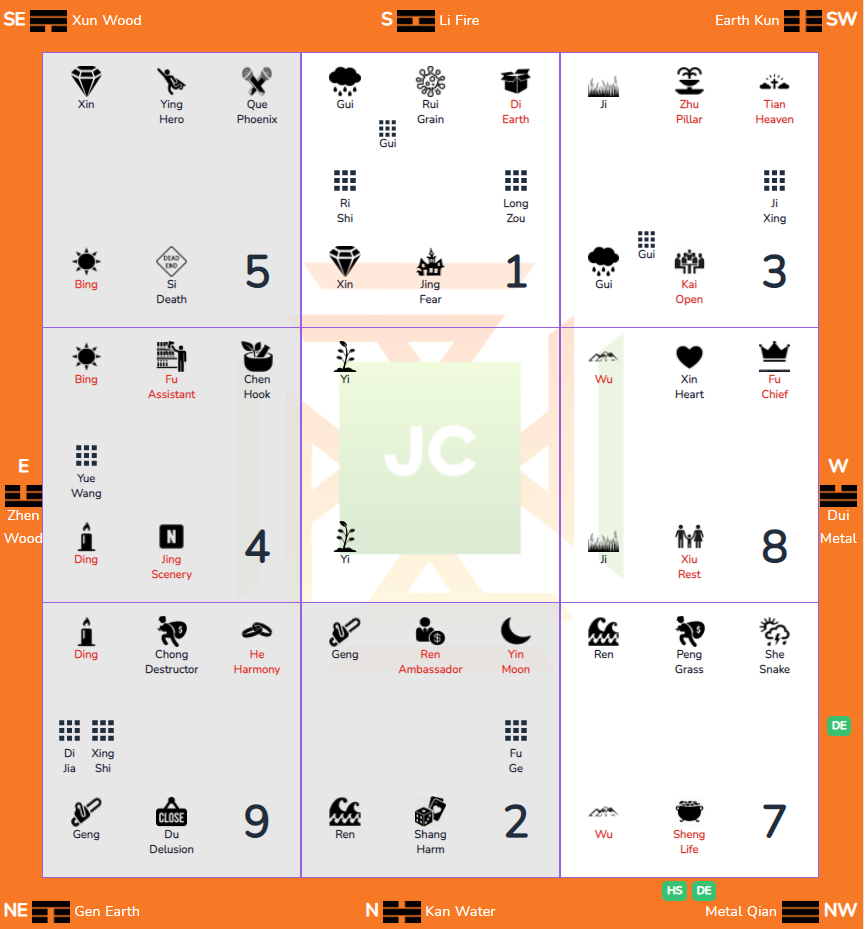 SE Xun Wood S Li Fire Earth Kun SW
Xin Ying Hero Que Phoenix
Bing Si Death 5
DEAD END
Gui Rui Grain Di Earth
Gui
Ri Shi Long Zou
Xin Jing Fear 1
Ji Zhu Pillar Tian Heaven
Ji Xing
Gui Gui Kai Open 3
E
Zhen
Wood
Bing Fu Assistant Chen Hook
Yue Wang
Ding N Jing Scenery 4
Yi
JC
Yi
Wu Xin Heart Fu Chief
Ji Xiu Rest 8
W
Dui
Metal
Ding Chong Destructor He Harmony
Di Jia Xing Shi
Geng CLOSE Du Delusion 9
Geng Ren Ambassador Yin Moon
Fu Ge
Ren Shang Harm 2
Ren Peng Grass She Snake
Wu Sheng Life 7
DE
HS DE
NE Gen Earth N Kan Water Metal Qian NW